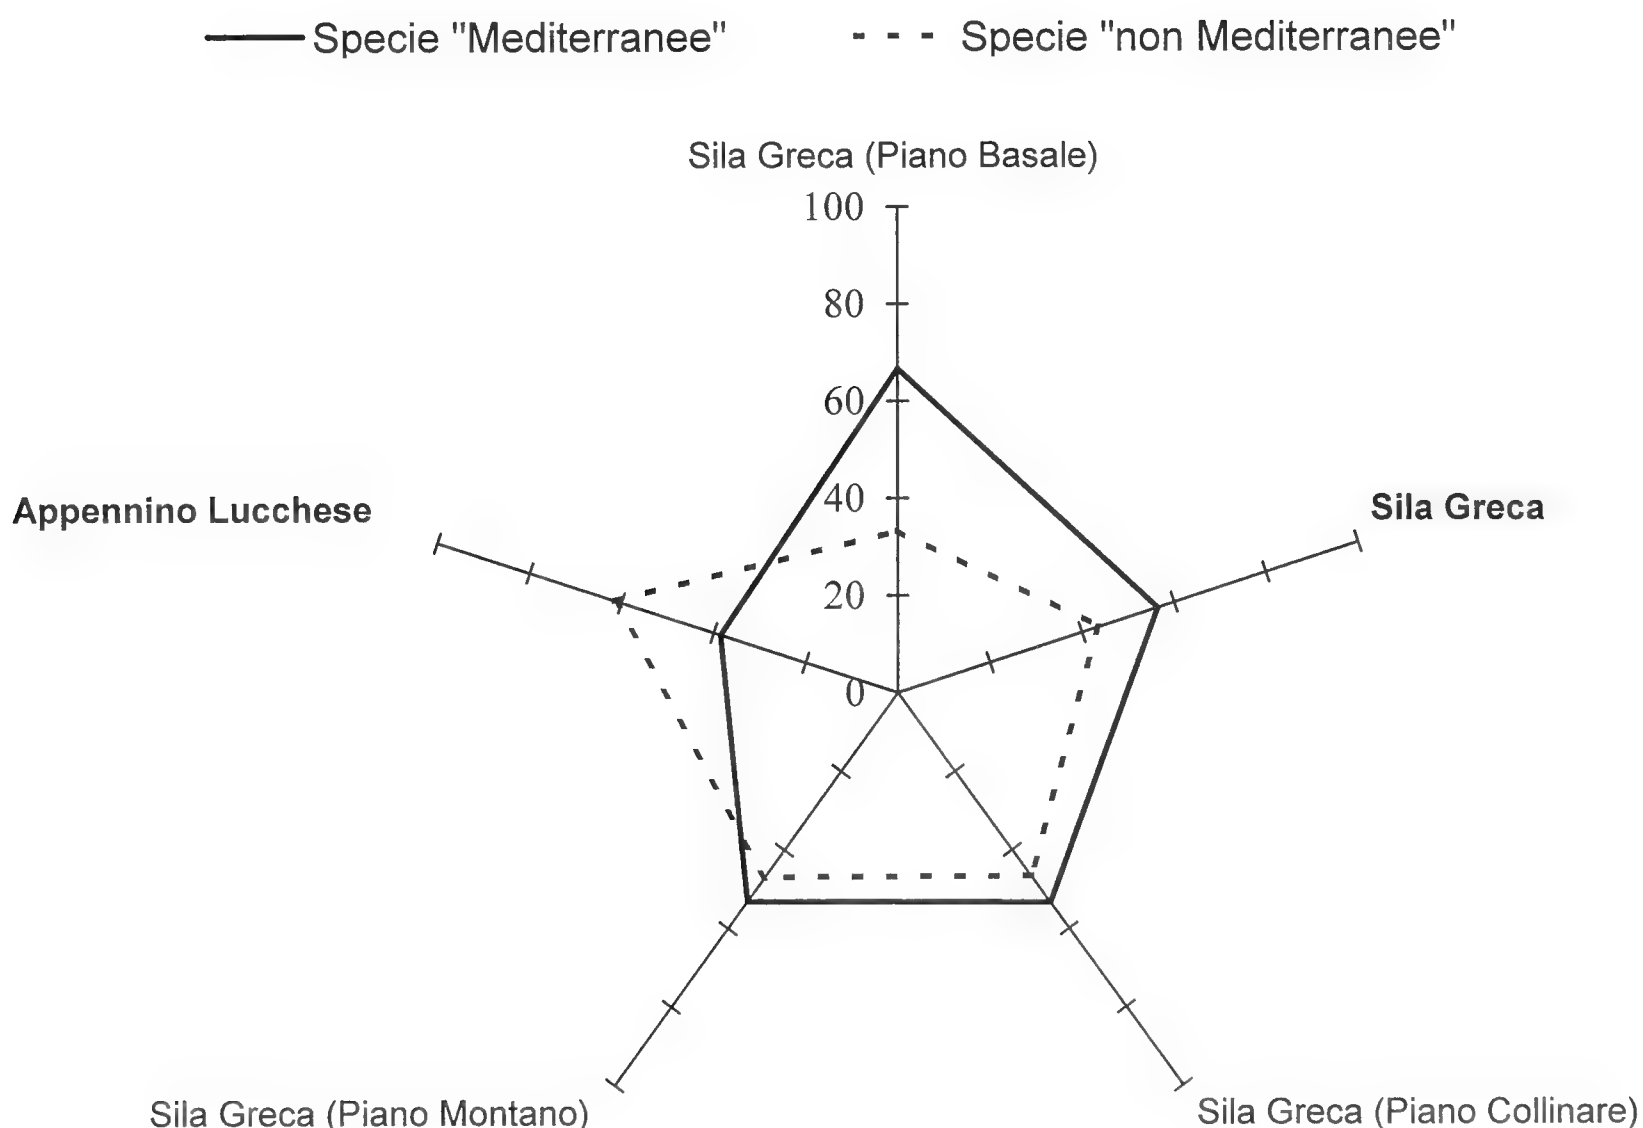 Specie "Mediterranee" Specie "non Mediterranee"
Sila Greca (Piano Basale)
100
80
60
40
20
0
Appennino Lucchese
Sila Greca
Sila Greca (Piano Montano)
Sila Greca (Piano Collinare)